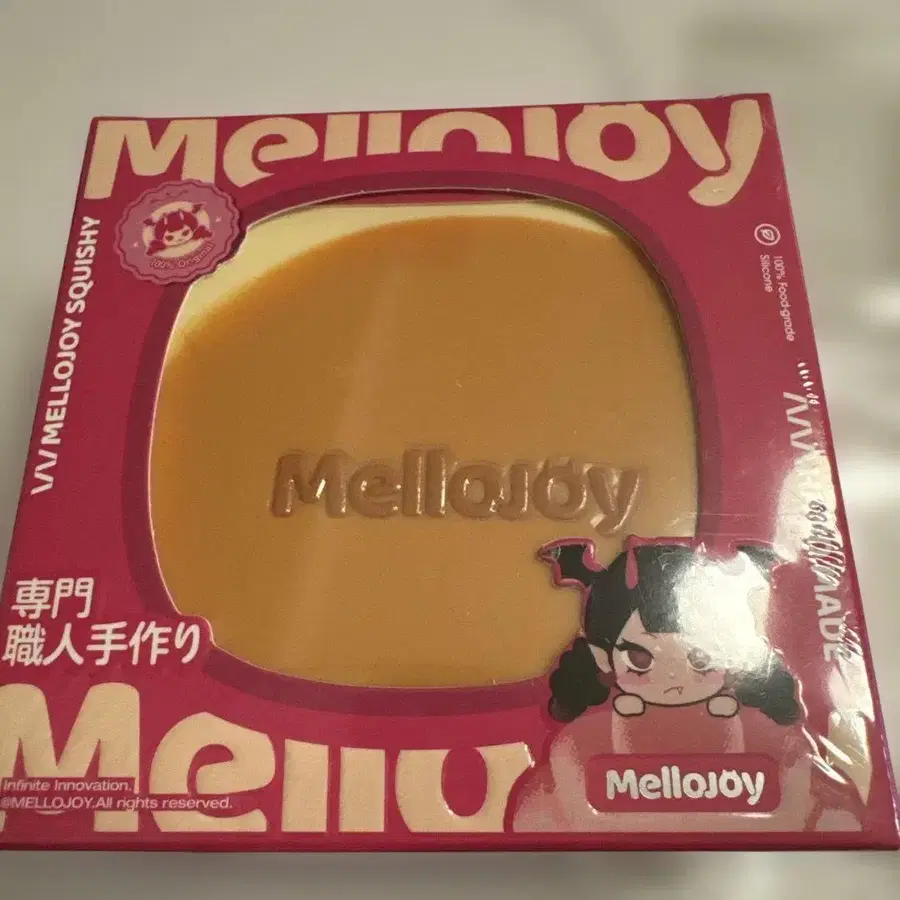 Mellojoy
100% Original
VV MELLOJOY SQUISHY
100% Food-grade
Silicone
Mellojoy
専門
職人手作り
Mellojoy
Infinite Innovation.
@MELLOJOY.All rights reserved.